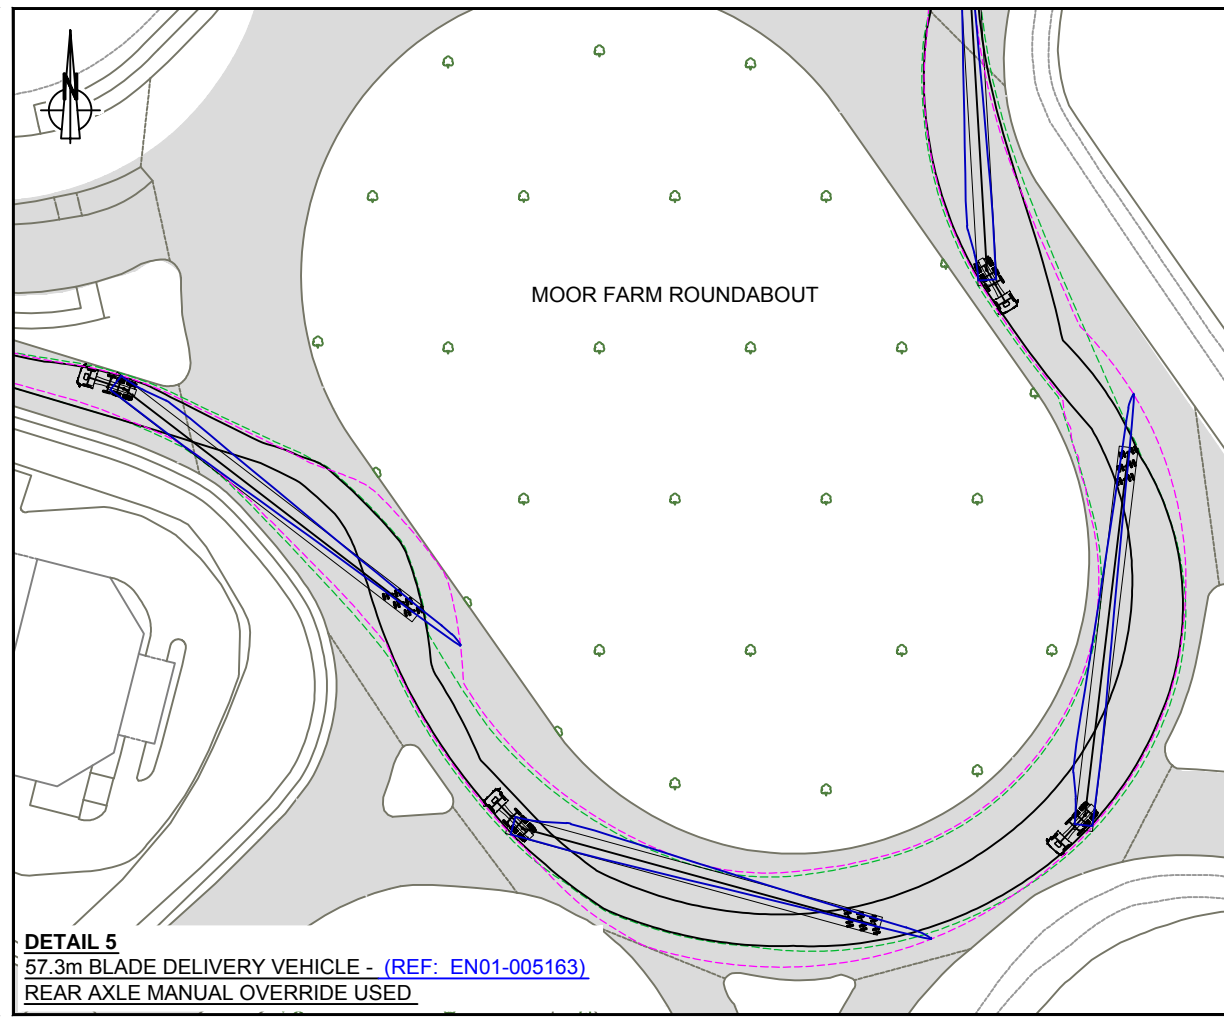 N
MOOR FARM ROUNDABOUT
DETAIL 5
57.3m BLADE DELIVERY VEHICLE - (REF: EN01-005163)
REAR AXLE MANUAL OVERRIDE USED